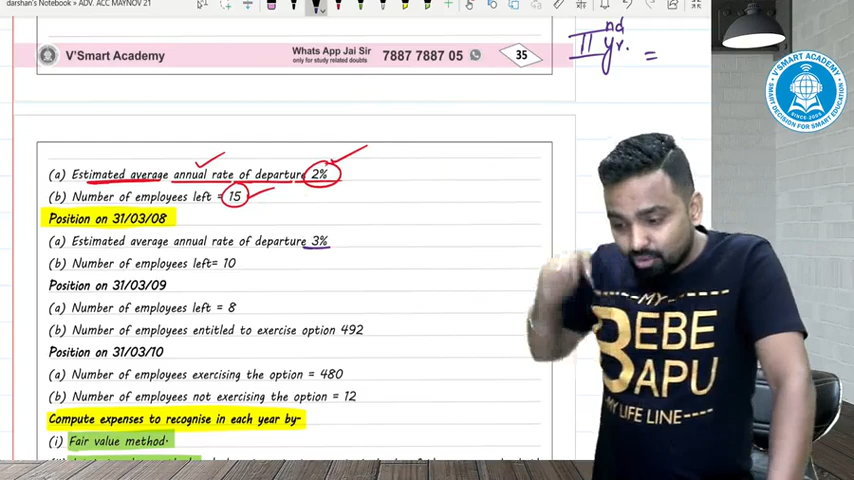 darshan's Notebook » ADV. ACC MAYNOV 21
V'Smart Academy
Whats App Jai Sir
only for study related doubts
7887 7887 05
35
IInd yr. =
V'SMART ACADEMY
SINCE-2005
SMART DECISION FOR SMART EDUCATION
(a) Estimated average annual rate of departure 2%
(b) Number of employees left = 15
Position on 31/03/08
(a) Estimated average annual rate of departure 3%
(b) Number of employees left= 10
Position on 31/03/09
(a) Number of employees left = 8
(b) Number of employees entitled to exercise option 492
Position on 31/03/10
(a) Number of employees exercising the option = 480
(b) Number of employees not exercising the option = 12
Compute expenses to recognise in each year by-
(i) Fair value method.
MY
BEBE
BAPU
MY LIFE LINE